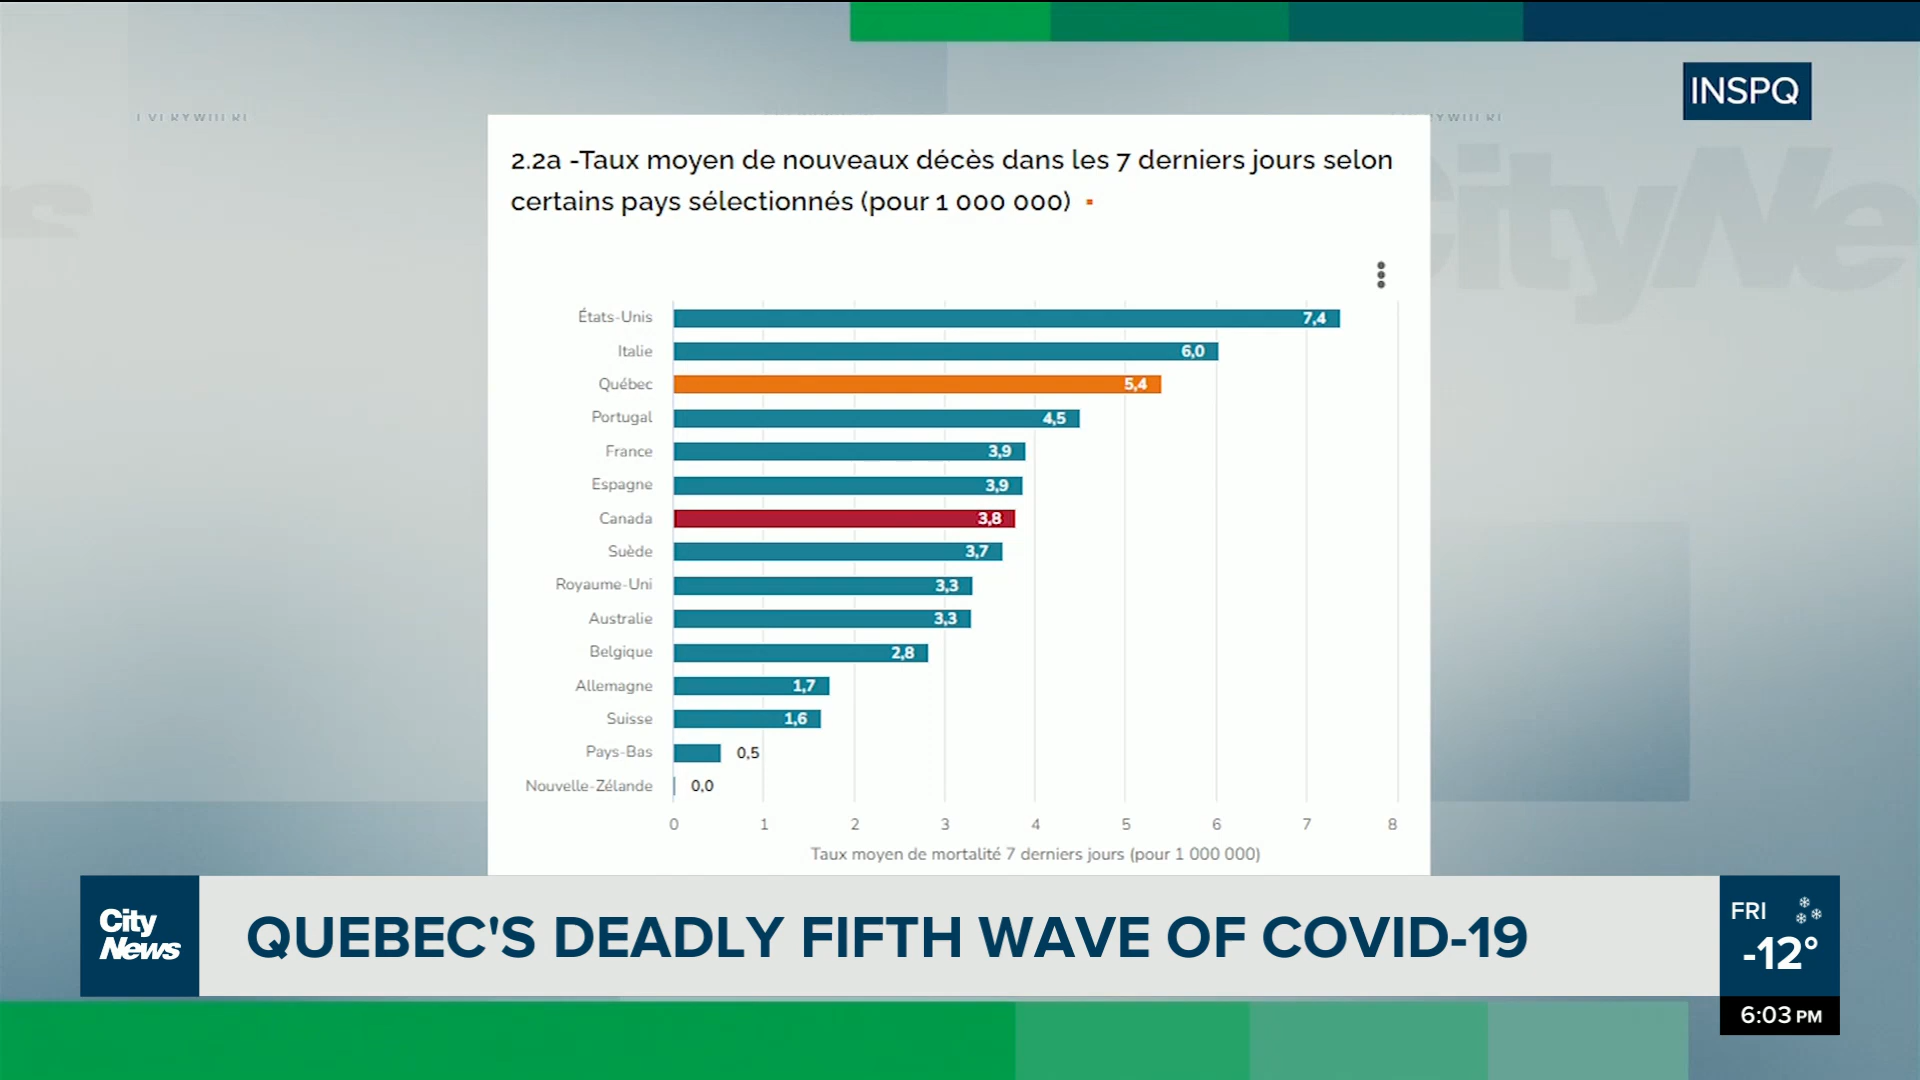 INSPQ
2.2a -Taux moyen de nouveaux décès dans les 7 derniers jours selon
certains pays sélectionnés (pour 1 000 000)
États-Unis 7,4
Italie 6,0
Québec 5,4
Portugal 4,5
France 3,9
Espagne 3,9
Canada 3,8
Suède 3,7
Royaume-Uni 3,3
Australie 3,3
Belgique 2,8
Allemagne 1,7
Suisse 1,6
Pays-Bas 0,5
Nouvelle-Zélande 0,0
0 1 2 3 4 5 6 7 8
Taux moyen de mortalité 7 derniers jours (pour 1 000 000)
City
News
QUEBEC'S DEADLY FIFTH WAVE OF COVID-19
FRI
-12°
6:03 PM